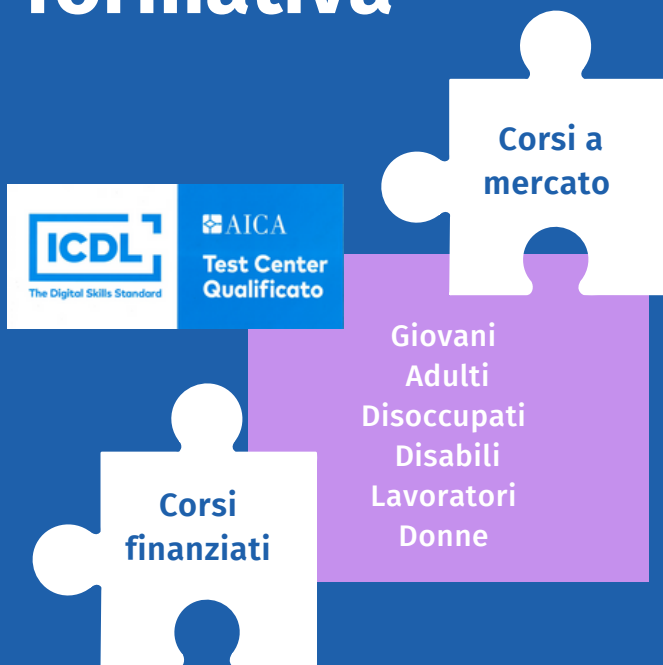 formativa
Corsi a
mercato
ICDL
The Digital Skills Standard
AICA
Test Center
Qualificato
Giovani
Adulti
Disoccupati
Disabili
Lavoratori
Donne
Corsi
finanziati